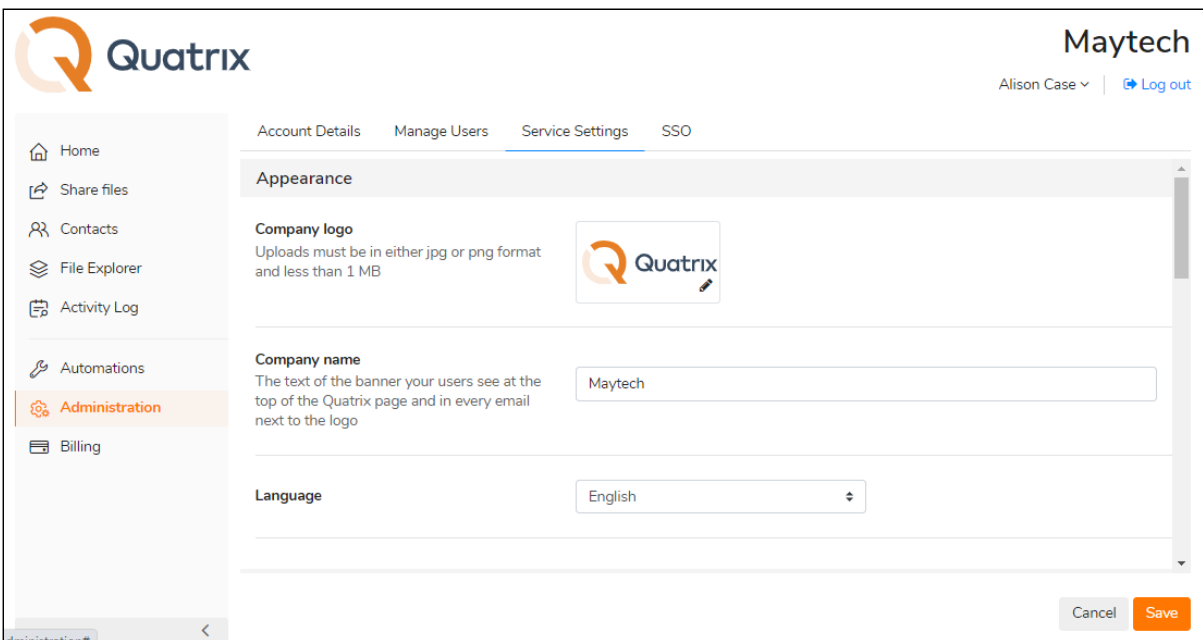 Quatrix
Maytech
Alison Case
Log out
Account Details Manage Users Service Settings SSO
Home
Share files
Contacts
File Explorer
Activity Log
Automations
Administration
Billing
Appearance
Company logo
Uploads must be in either jpg or png format
and less than 1 MB
Quatrix
Company name
The text of the banner your users see at the
top of the Quatrix page and in every email
next to the logo
Maytech
Language
English
Cancel Save